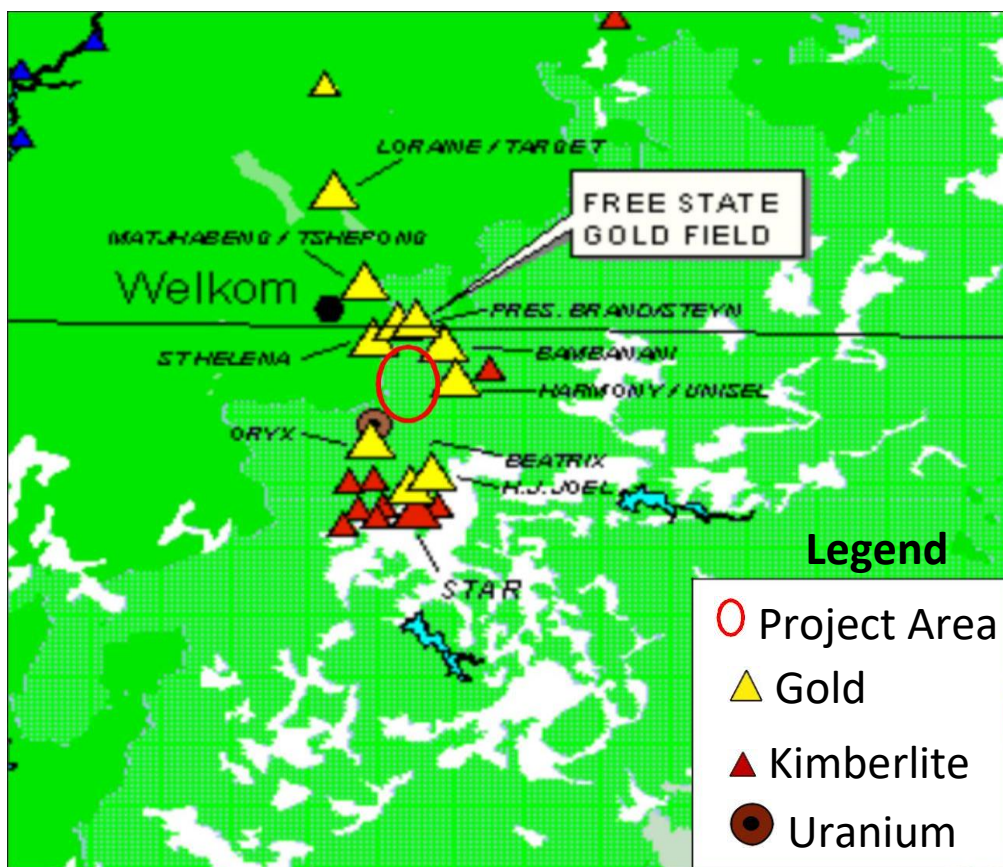 LORAINE / TARGET
FREE STATE
GOLD FIELD
MATJHABENG / TSHEPONG
Welkom
PRES. BRAND/STEYN
ST HELENA
BAMBANANI
HARMONY / UNISEL
ORYX
BEATRIX
H.J.JOEL
STAR
Legend
Project Area
Gold
Kimberlite
Uranium